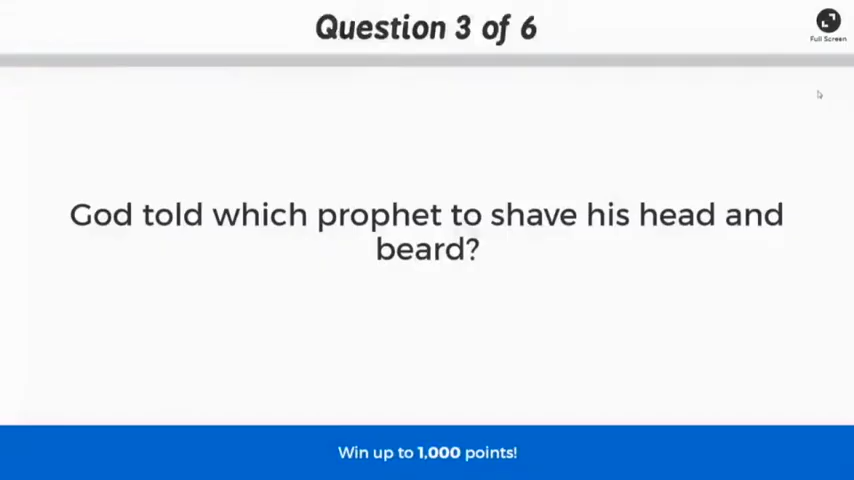 Question 3 of 6
Full Screen
God told which prophet to shave his head and
beard?
Win up to 1,000 points!